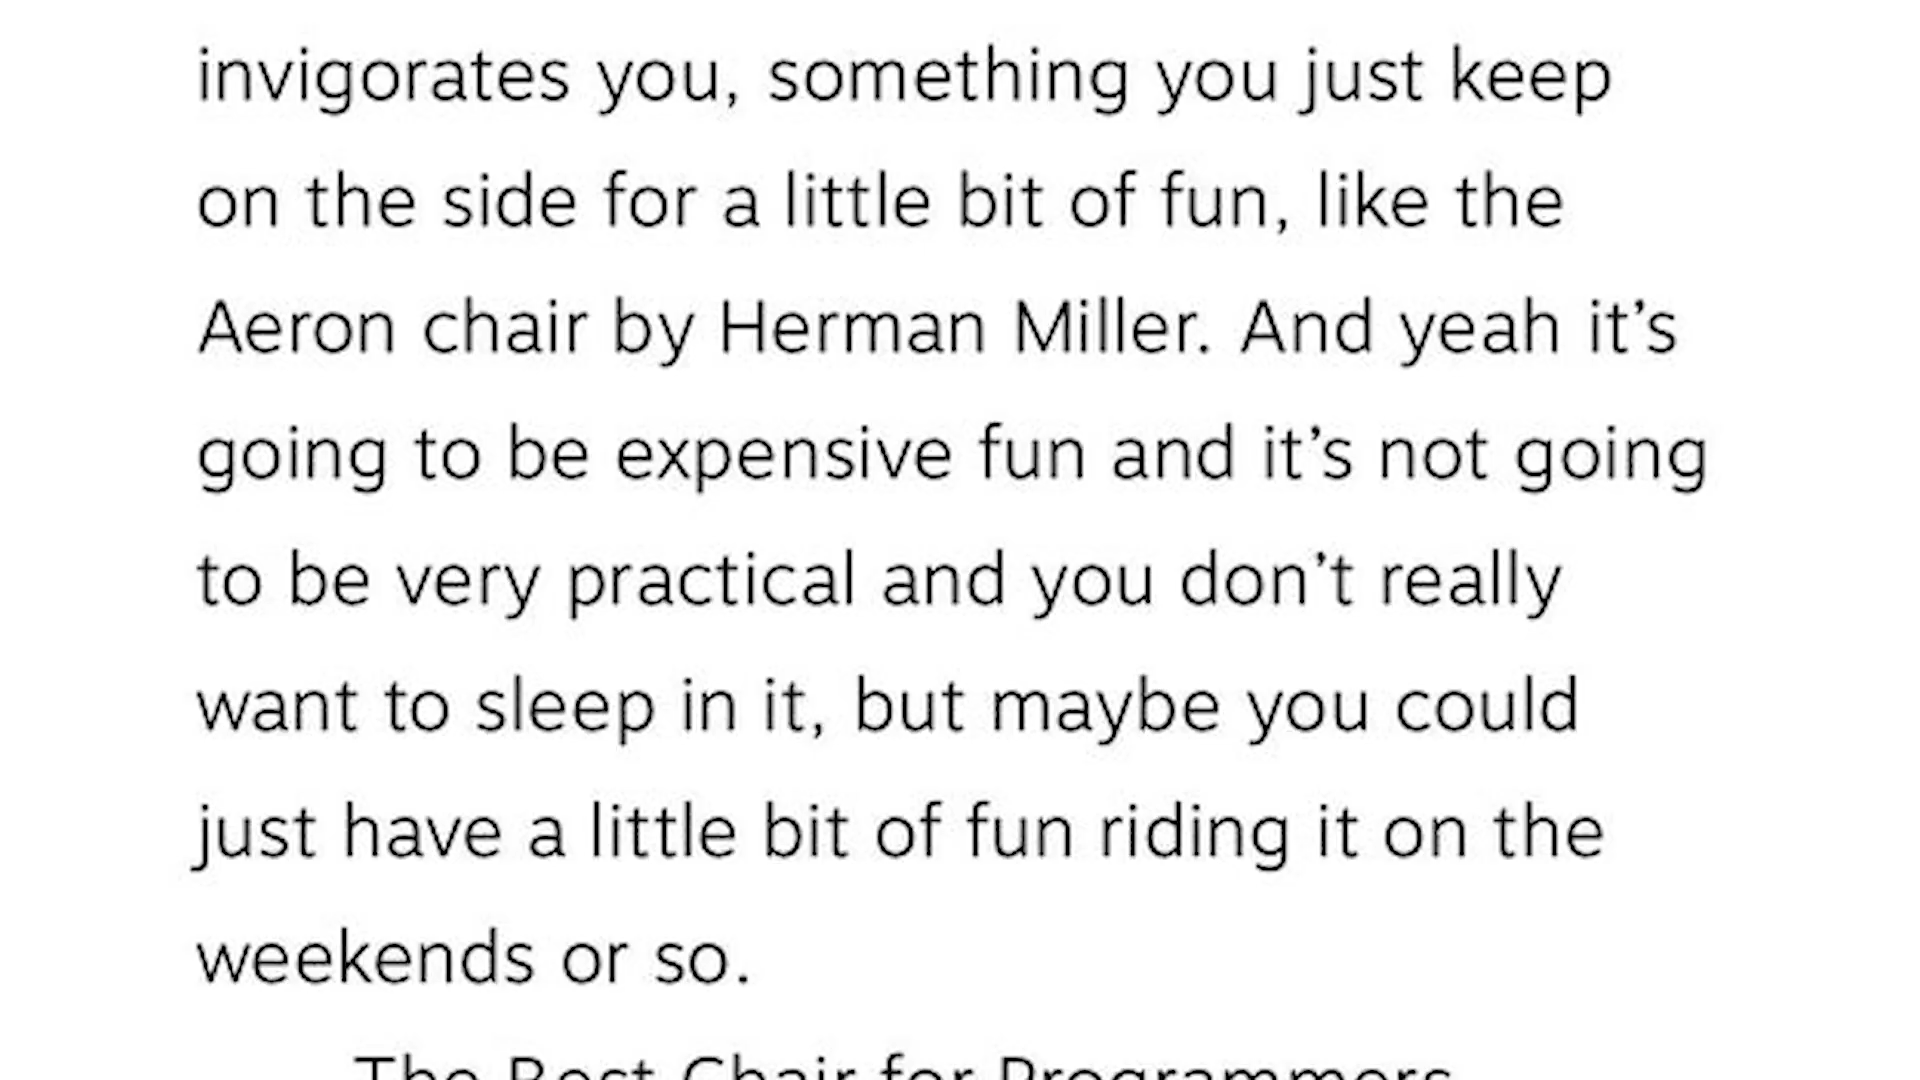 invigorates you, something you just keep
on the side for a little bit of fun, like the
Aeron chair by Herman Miller. And yeah it’s
going to be expensive fun and it’s not going
to be very practical and you don’t really
want to sleep in it, but maybe you could
just have a little bit of fun riding it on the
weekends or so.
The Best Chair for Programmers